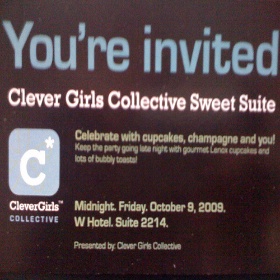 You're invited
Clever Girls Collective Sweet Suite
Celebrate with cupcakes, champagne and you!
Keep the party going late night with gourmet Lenox cupcakes and
lots of bubbly toasts!
C*
CleverGirls™
COLLECTIVE
Midnight. Friday. October 9, 2009.
W Hotel. Suite 2214.
Presented by: Clever Girls Collective